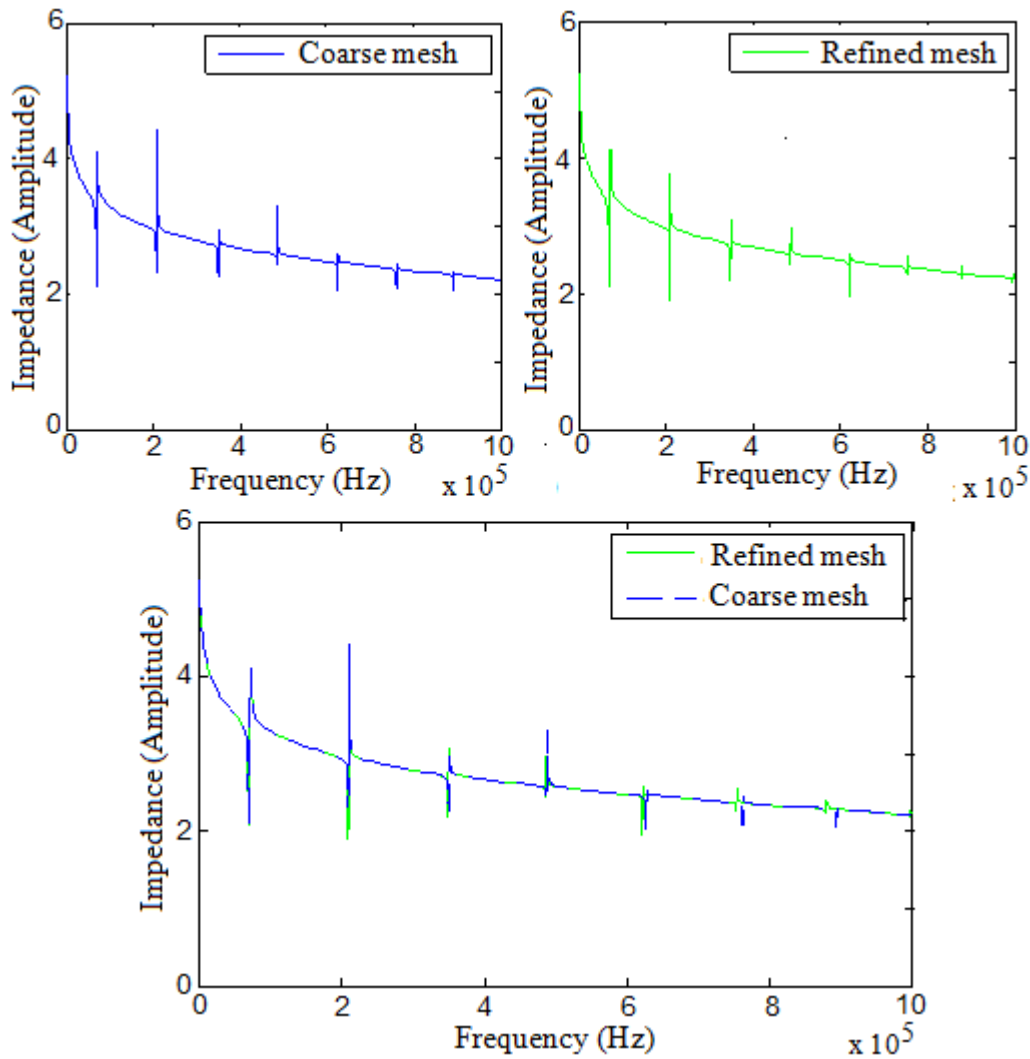 6
4
2
0
Impedance (Amplitude)
Coarse mesh
0 2 4 6 8 10
Frequency (Hz)
x 10^5
6
4
2
0
Impedance (Amplitude)
Refined mesh
0 2 4 6 8 10
Frequency (Hz)
x 10^5
6
4
2
0
Impedance (Amplitude)
Refined mesh
Coarse mesh
0 2 4 6 8 10
Frequency (Hz)
x 10^5